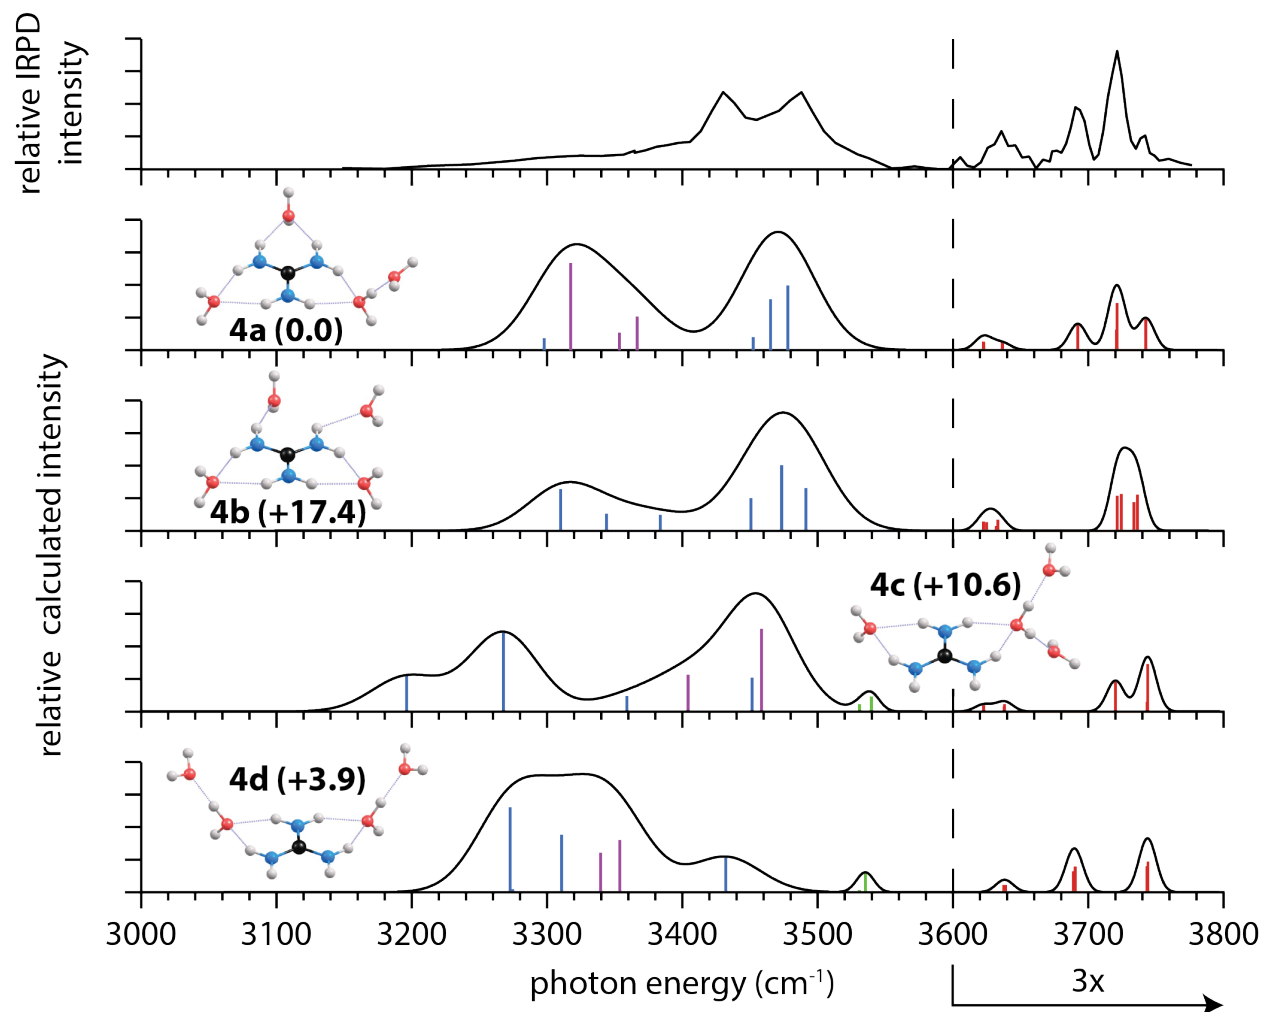 relative IRPD
intensity
4a (0.0)
4b (+17.4)
relative calculated intensity
4c (+10.6)
4d (+3.9)
3000 3100 3200 3300 3400 3500 3600 3700 3800
photon energy (cm⁻¹)
3x